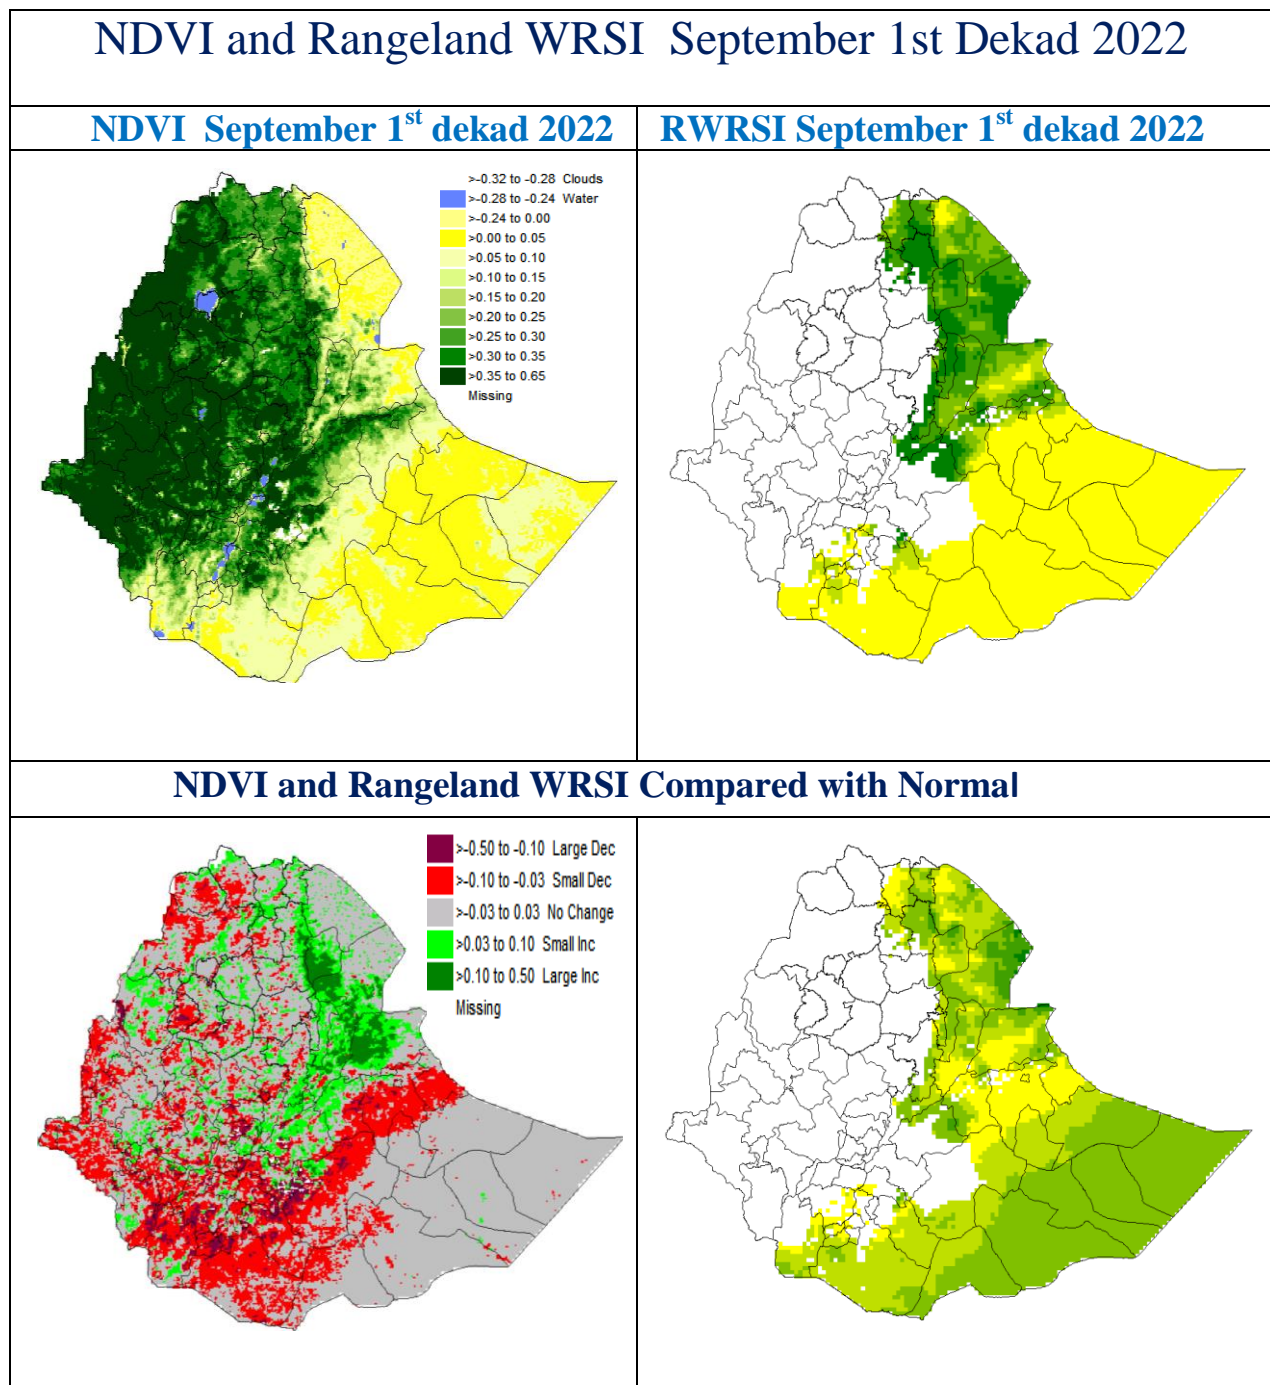 NDVI and Rangeland WRSI September 1st Dekad 2022
NDVI September 1st dekad 2022
RWRSI September 1st dekad 2022
>-0.32 to -0.28 Clouds
>-0.28 to -0.24 Water
>-0.24 to 0.00
>0.00 to 0.05
>0.05 to 0.10
>0.10 to 0.15
>0.15 to 0.20
>0.20 to 0.25
>0.25 to 0.30
>0.30 to 0.35
>0.35 to 0.65
Missing
NDVI and Rangeland WRSI Compared with Normal
>-0.50 to -0.10 Large Dec
>-0.10 to -0.03 Small Dec
>-0.03 to 0.03 No Change
>0.03 to 0.10 Small Inc
>0.10 to 0.50 Large Inc
Missing